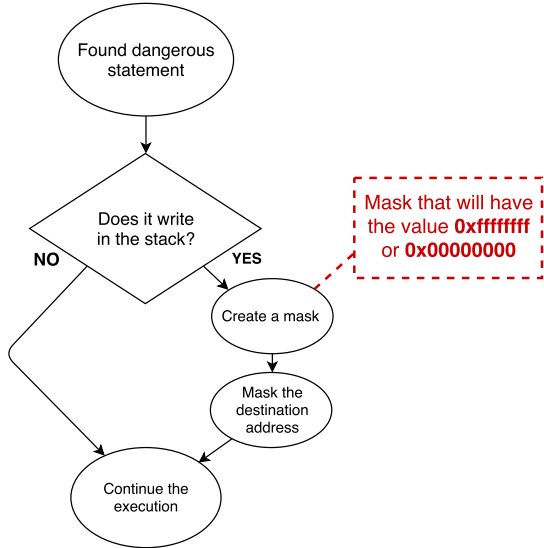 Found dangerous
statement
Does it write
in the stack?
NO
YES
Mask that will have
the value 0xffffffff
or 0x00000000
Create a mask
Mask the
destination
address
Continue the
execution